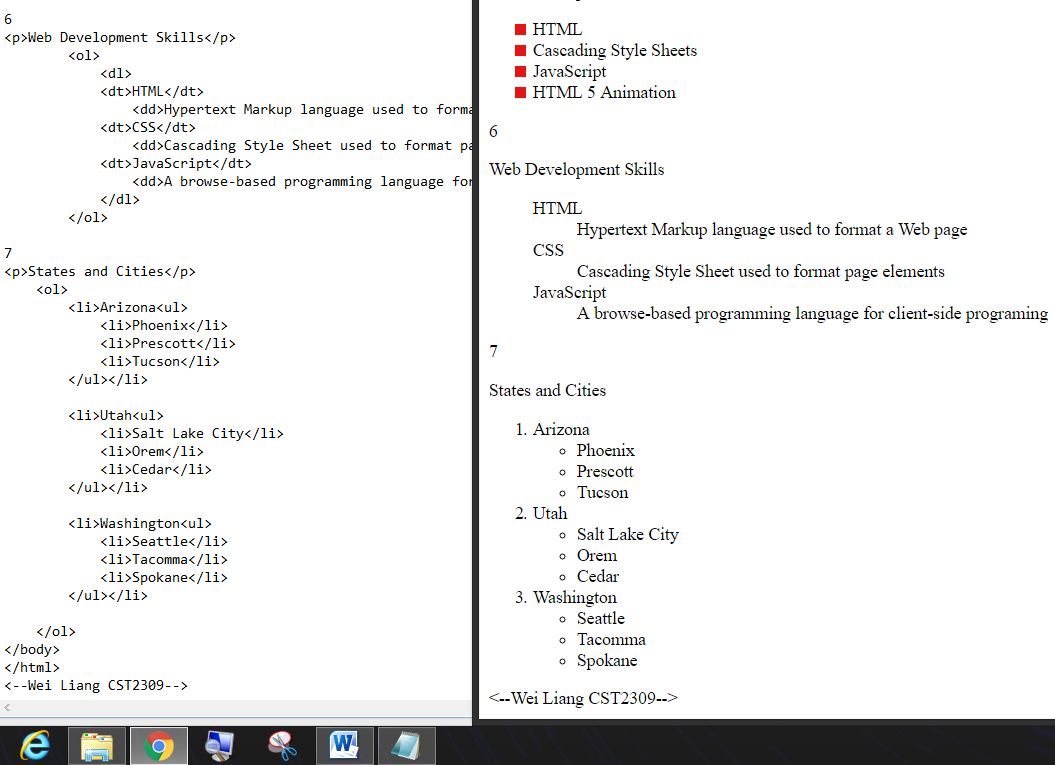 6
<p>Web Development Skills</p>
<ol>
<dl>
<dt>HTML</dt>
<dd>Hypertext Markup language used to forma
<dt>CSS</dt>
<dd>Cascading Style Sheet used to format pa
<dt>JavaScript</dt>
<dd>A browse-based programming language for
</dl>
</ol>
7
<p>States and Cities</p>
<ol>
<li>Arizona<ul>
<li>Phoenix</li>
<li>Prescott</li>
<li>Tucson</li>
</ul></li>
<li>Utah<ul>
<li>Salt Lake City</li>
<li>Orem</li>
<li>Cedar</li>
</ul></li>
<li>Washington<ul>
<li>Seattle</li>
<li>Tacomma</li>
<li>Spokane</li>
</ul></li>
</ol>
</body>
</html>
<--Wei Liang CST2309-->
HTML
Cascading Style Sheets
JavaScript
HTML 5 Animation
6
Web Development Skills
HTML
Hypertext Markup language used to format a Web page
CSS
Cascading Style Sheet used to format page elements
JavaScript
A browse-based programming language for client-side programing
7
States and Cities
1. Arizona
Phoenix
Prescott
Tucson
2. Utah
Salt Lake City
Orem
Cedar
3. Washington
Seattle
Tacomma
Spokane
<--Wei Liang CST2309-->